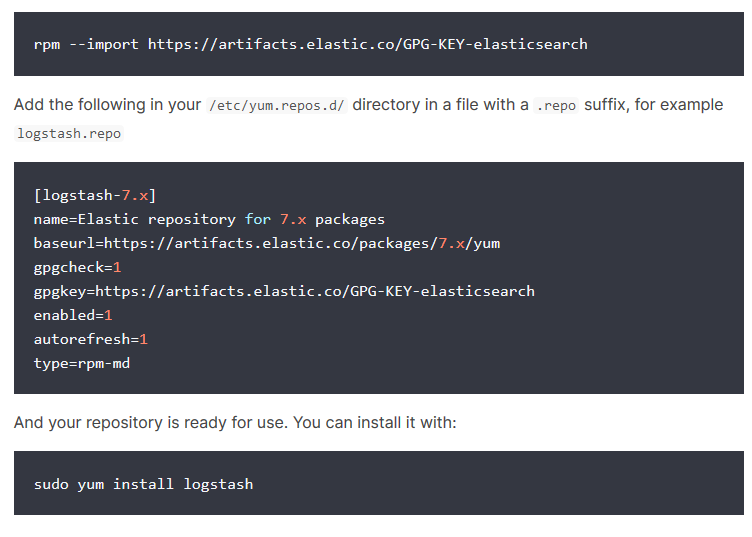 rpm --import https://artifacts.elastic.co/GPG-KEY-elasticsearch
Add the following in your /etc/yum.repos.d/ directory in a file with a .repo suffix, for example
logstash.repo
[logstash-7.x]
name=Elastic repository for 7.x packages
baseurl=https://artifacts.elastic.co/packages/7.x/yum
gpgcheck=1
gpgkey=https://artifacts.elastic.co/GPG-KEY-elasticsearch
enabled=1
autorefresh=1
type=rpm-md
And your repository is ready for use. You can install it with:
sudo yum install logstash